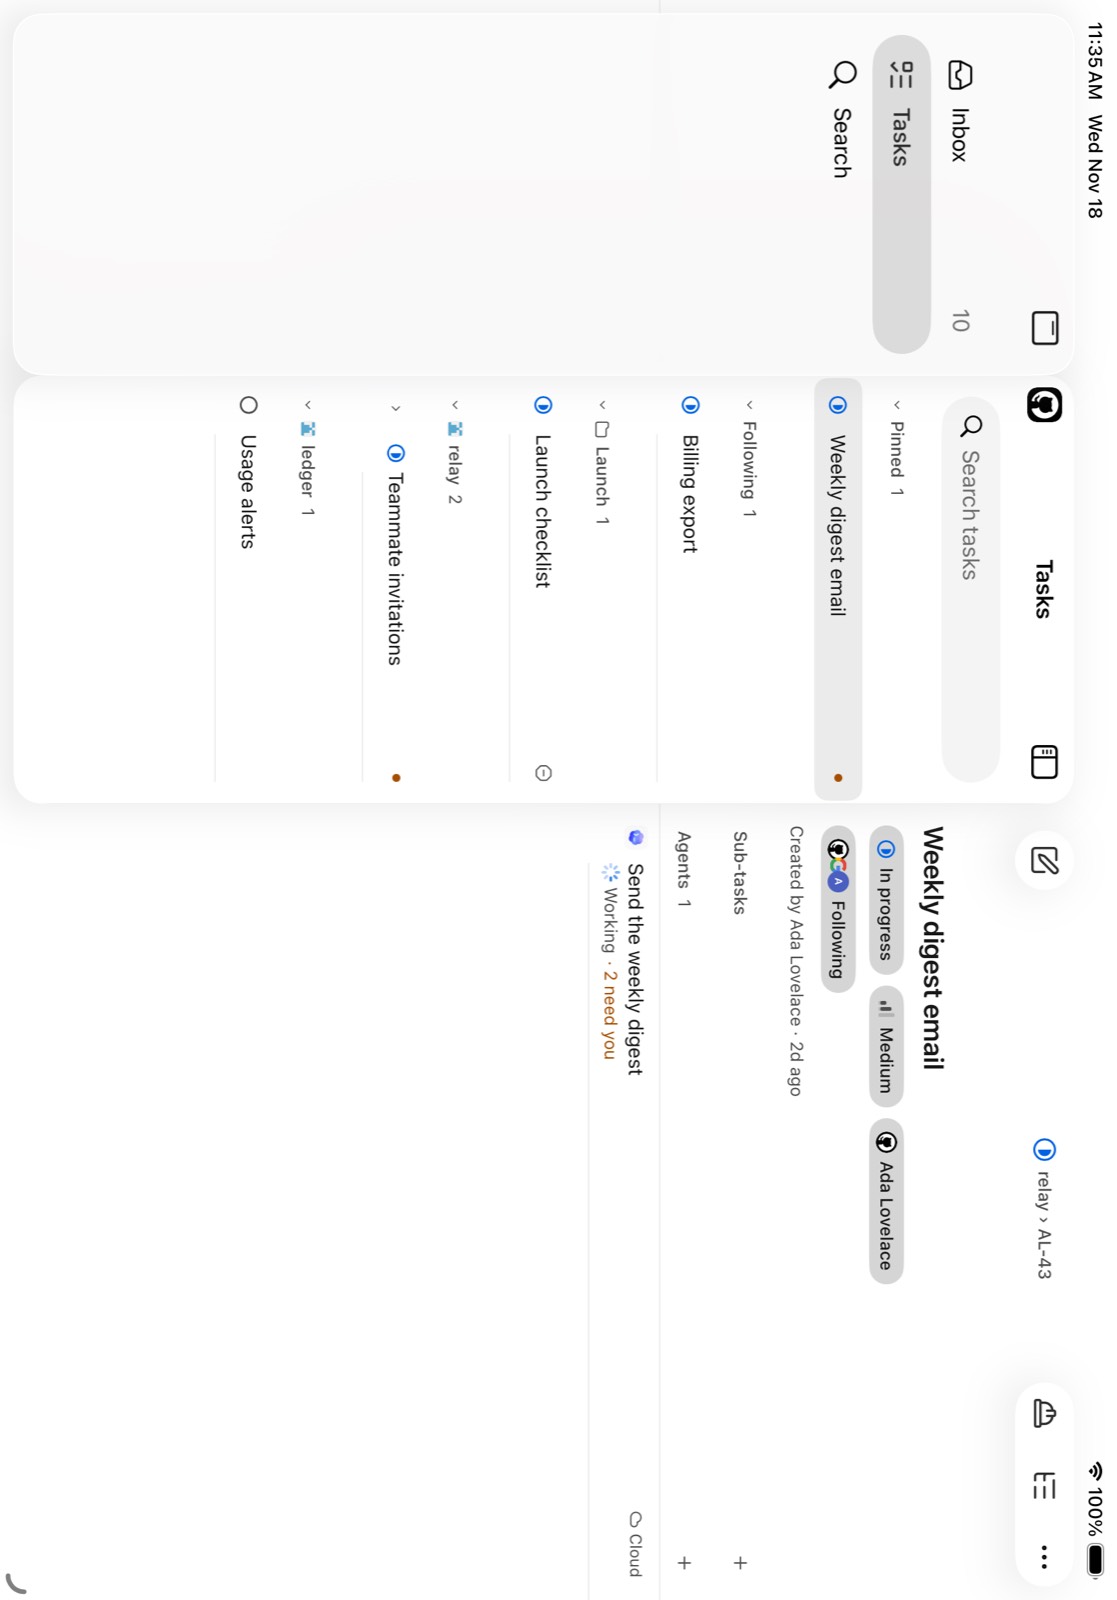 11:35 AM Wed Nov 18
100%
Inbox 10
Tasks
Search
Tasks
Search tasks
Pinned 1
Weekly digest email
Following 1
Billing export
Launch 1
Launch checklist
relay 2
Teammate invitations
ledger 1
Usage alerts
relay › AL-43
Weekly digest email
In progress
Medium
Ada Lovelace
A
Following
Created by Ada Lovelace · 2d ago
Sub-tasks
Agents 1
Send the weekly digest
Cloud
Working · 2 need you